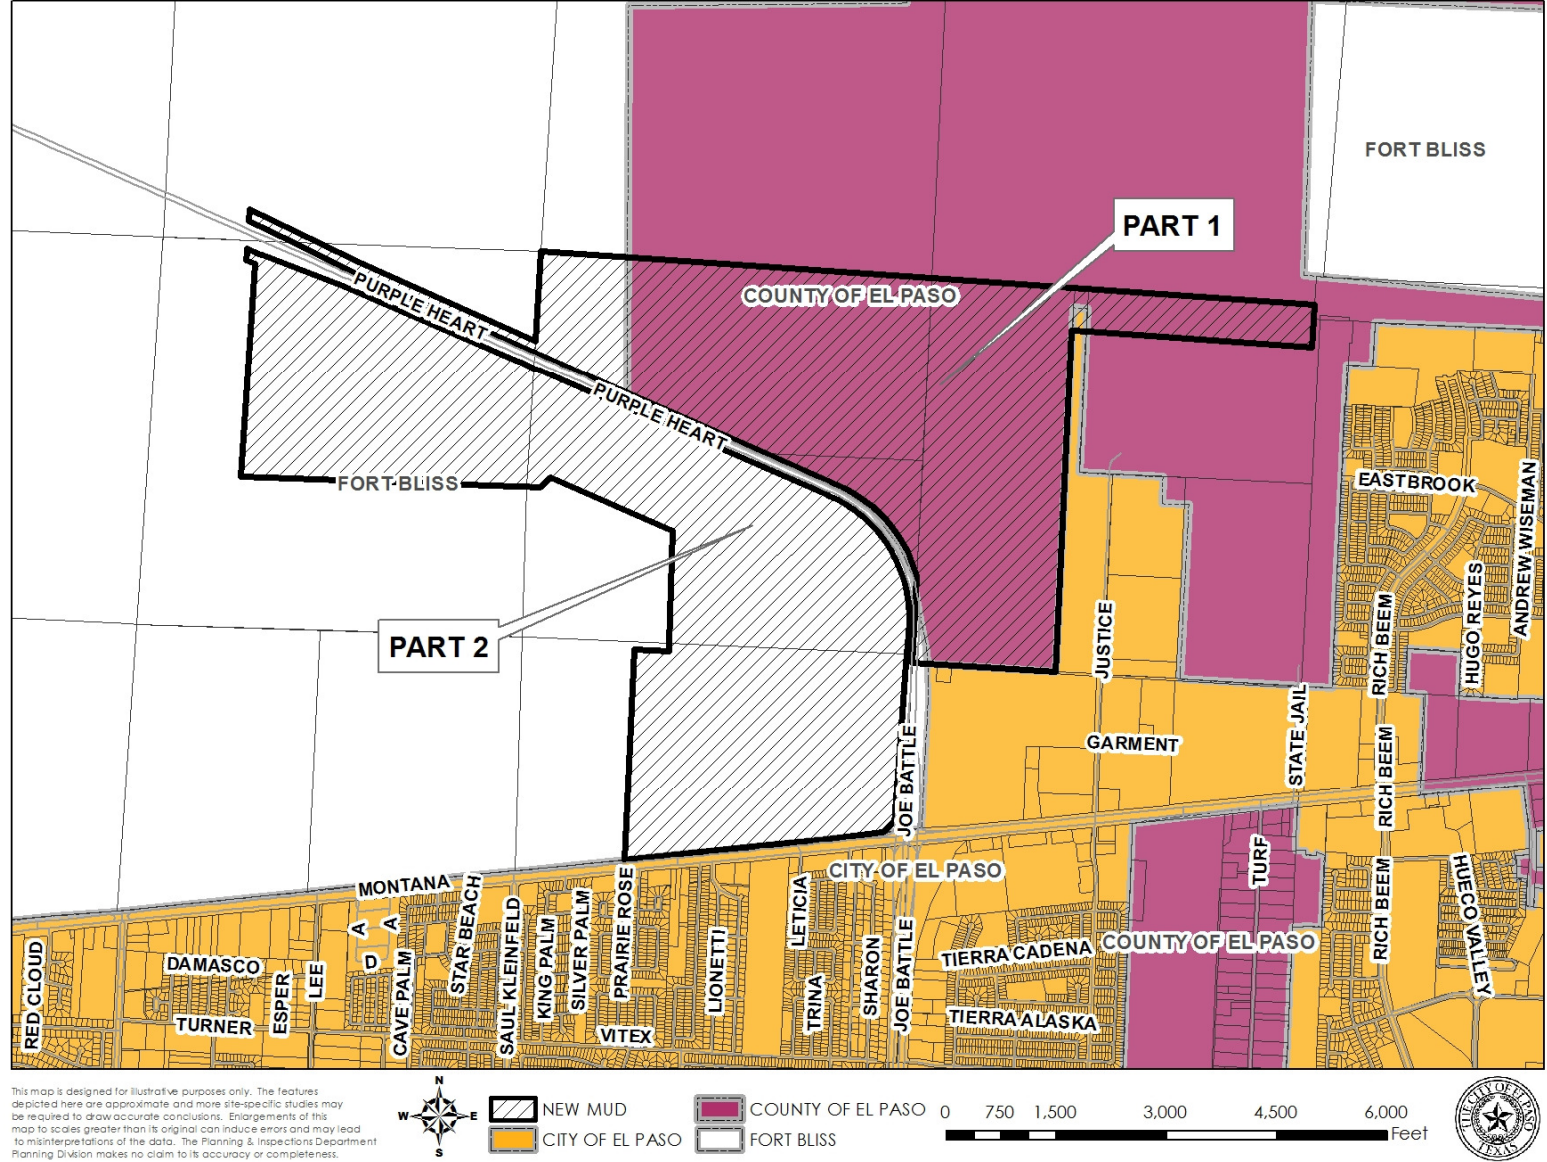 FORT BLISS
PART 1
COUNTY OF EL PASO
PURPLE HEART
PURPLE HEART
FORT BLISS
EASTBROOK
ANDREW WISEMAN
HUGO REYES
RICH BEEM
JUSTICE
PART 2
STATE JAIL
GARMENT
JOE BATTLE
RICH BEEM
TURF
CITY OF EL PASO
MONTANA
STAR BEACH
SAUL KLEINFELD
KING PALM
SILVER PALM
PRAIRIE ROSE
LETICIA
LIONETTI
TRINA
SHARON
JOE BATTLE
TIERRA CADENA
COUNTY OF EL PASO
RICH BEEM
HUECO VALLEY
A
A
D
RED CLOUD
DAMASCO
ESPER
LEE
CAVE PALM
TURNER
VITEX
TIERRA ALASKA
This map is designed for illustrative purposes only. The features
depicted here are approximate and more site-specific studies may
be required to draw accurate conclusions. Enlargements of this
map to scales greater than its original can induce errors and may lead
to misinterpretations of the data. The Planning & Inspections Department
Planning Division makes no claim to its accuracy or completeness.
N
W E
S
NEW MUD
CITY OF EL PASO
COUNTY OF EL PASO
FORT BLISS
0 750 1,500 3,000 4,500 6,000
Feet
THE CITY OF EL PASO
TEXAS